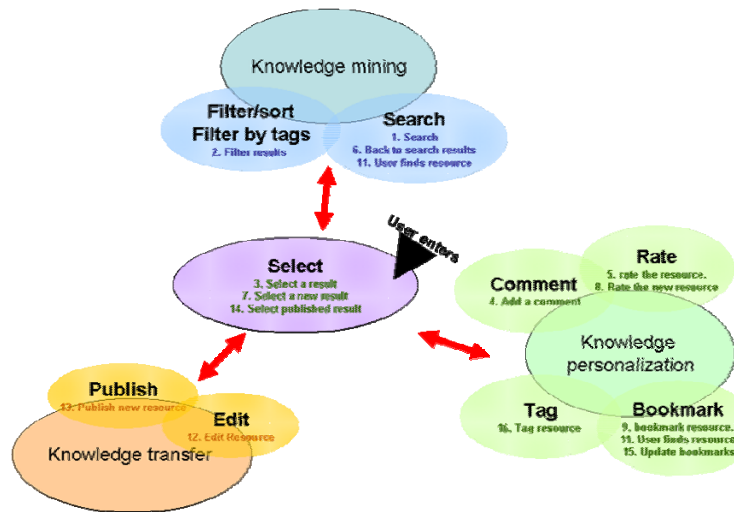 Knowledge mining
Filter/sort
Filter by tags
2. Filter results
Search
1. Search
6. Back to search results
11. User finds resource
User enters
Select
3. Select a result
7. Select a new result
14. Select published result
Rate
5. rate the resource.
8. Rate the new resource
Comment
4. Add a comment
Knowledge
personalization
Publish
13. Publish new resource
Edit
12. Edit Resource
Knowledge transfer
Tag
16. Tag resource
Bookmark
9. bookmark resource.
11. User finds resource
15. Update bookmarks